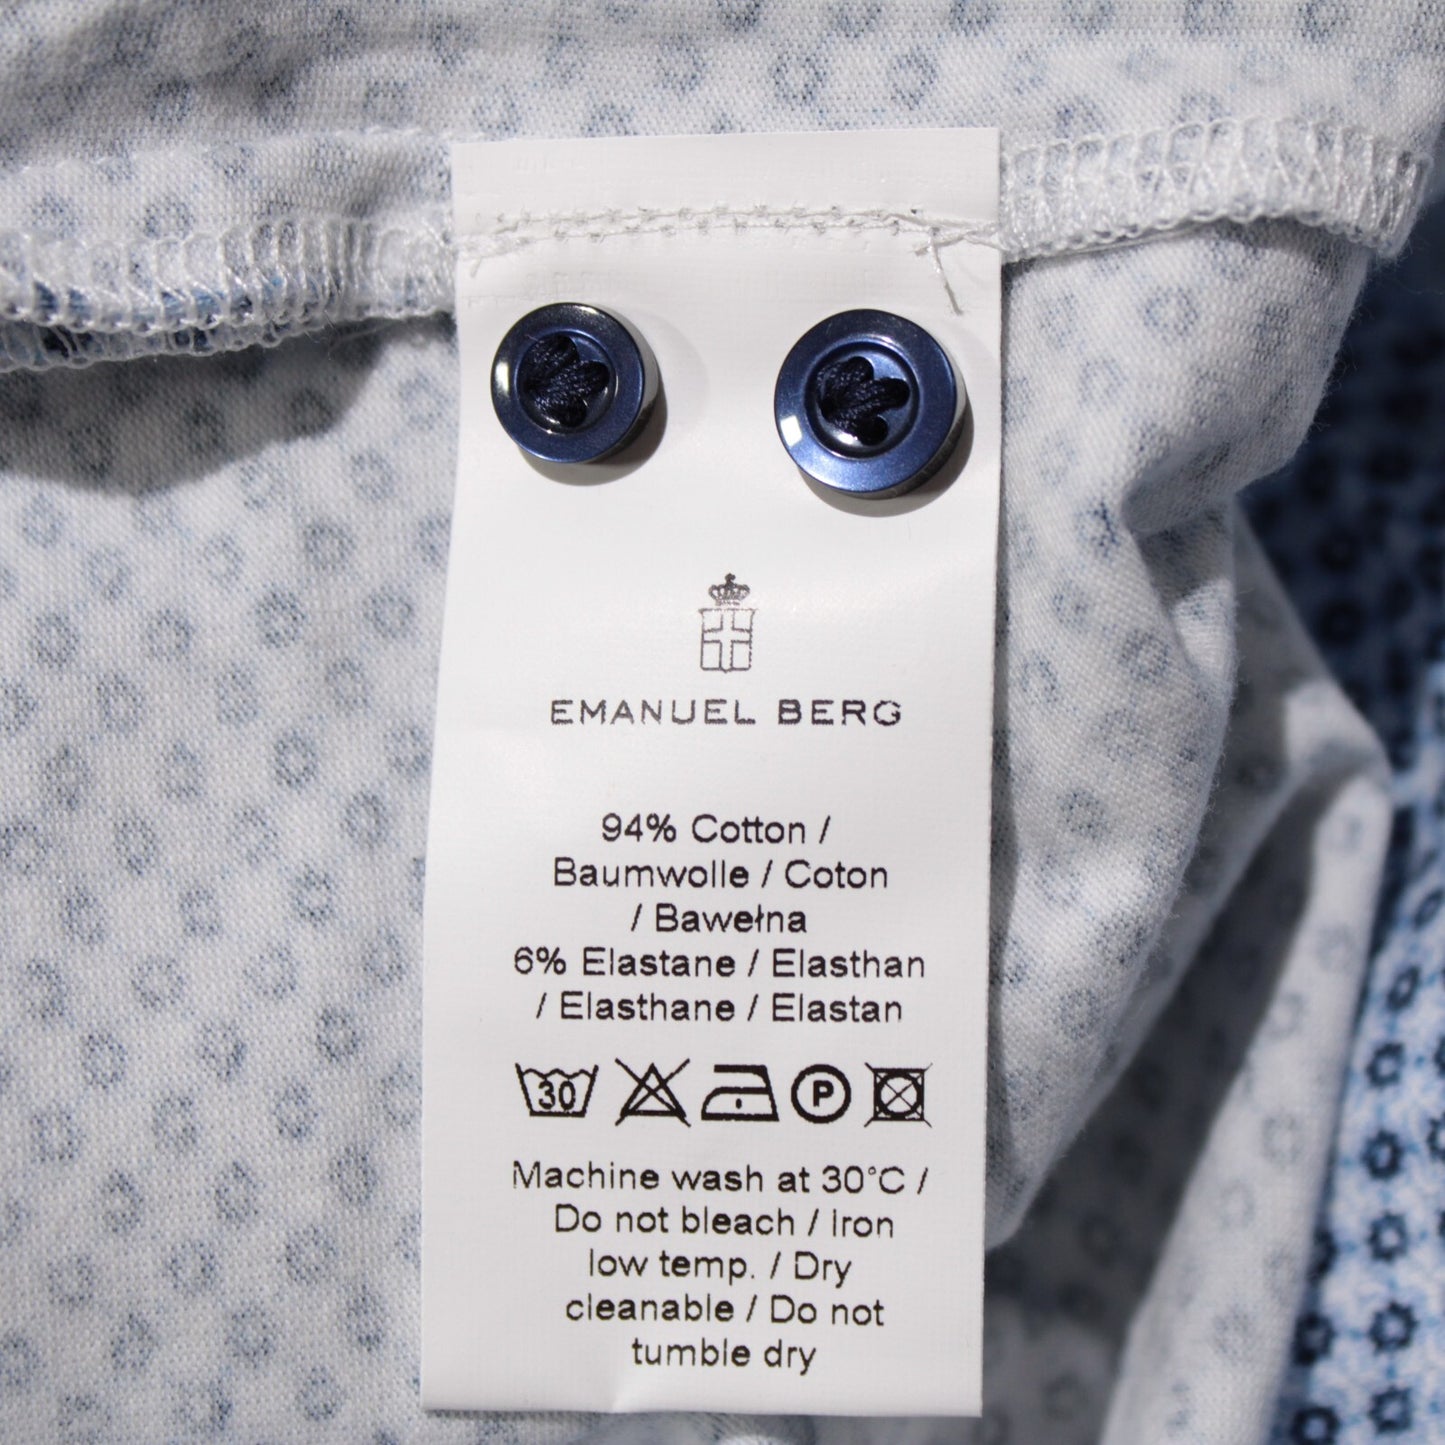 EMANUEL BERG
94% Cotton /
Baumwolle / Coton
/ Bawełna
6% Elastane / Elasthan
/ Elasthane / Elastan
30 P
Machine wash at 30°C /
Do not bleach / Iron
low temp. / Dry
cleanable / Do not
tumble dry